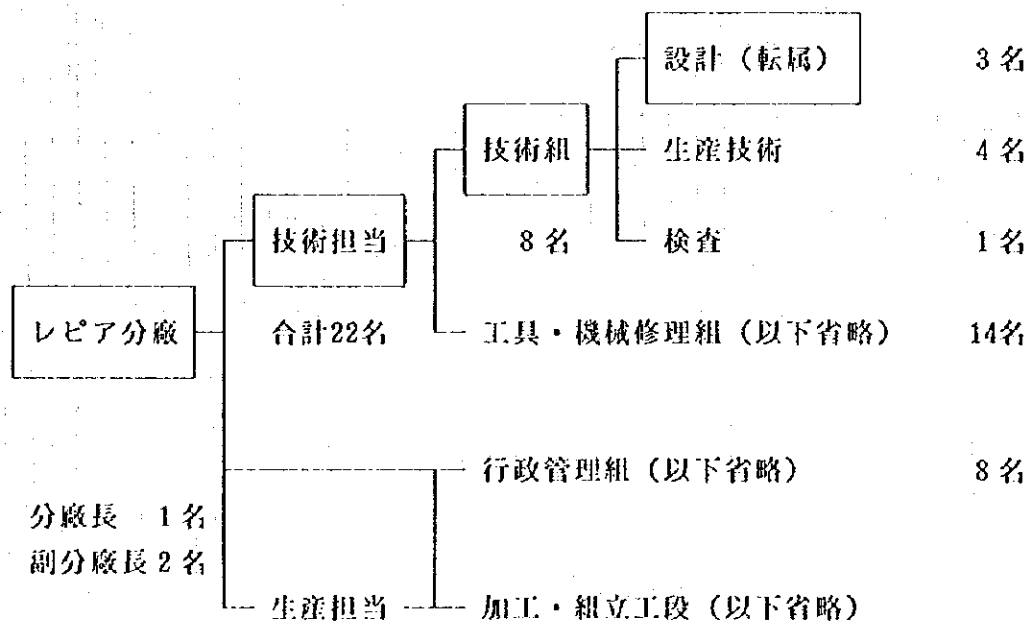 設計（転属） 3名
技術組 生産技術 4名
技術担当 8名 検査 1名
レピア分廠 合計22名 工具・機械修理組（以下省略） 14名
行政管理組（以下省略） 8名
分廠長 1名
副分廠長2名
生産担当 加工・組立工段（以下省略）